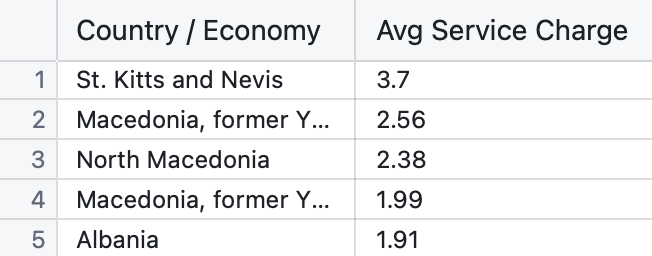 Country / Economy Avg Service Charge
1 St. Kitts and Nevis 3.7
2 Macedonia, former Y... 2.56
3 North Macedonia 2.38
4 Macedonia, former Y... 1.99
5 Albania 1.91